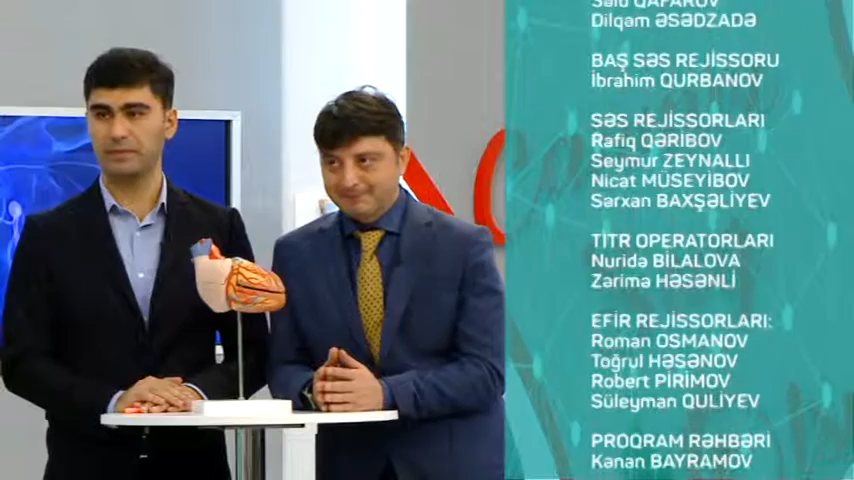 Dilqəm ƏSƏDZADƏ
BAŞ SƏS REJİSSORU
İbrahim QURBANOV
SƏS REJİSSORLARI
Rafiq QƏRİBOV
Seymur ZEYNALLI
Nicat MÜSEYİBOV
Sərxan BAXŞƏLİYEV
TİTR OPERATORLARI
Nuridə BİLALOVA
Zərimə HƏSƏNLİ
EFİR REJİSSORLARI:
Roman OSMANOV
Toğrul HƏSƏNOV
Robert PİRİMOV
Süleyman QULİYEV
PROQRAM RƏHBƏRİ
Kənan BAYRAMOV